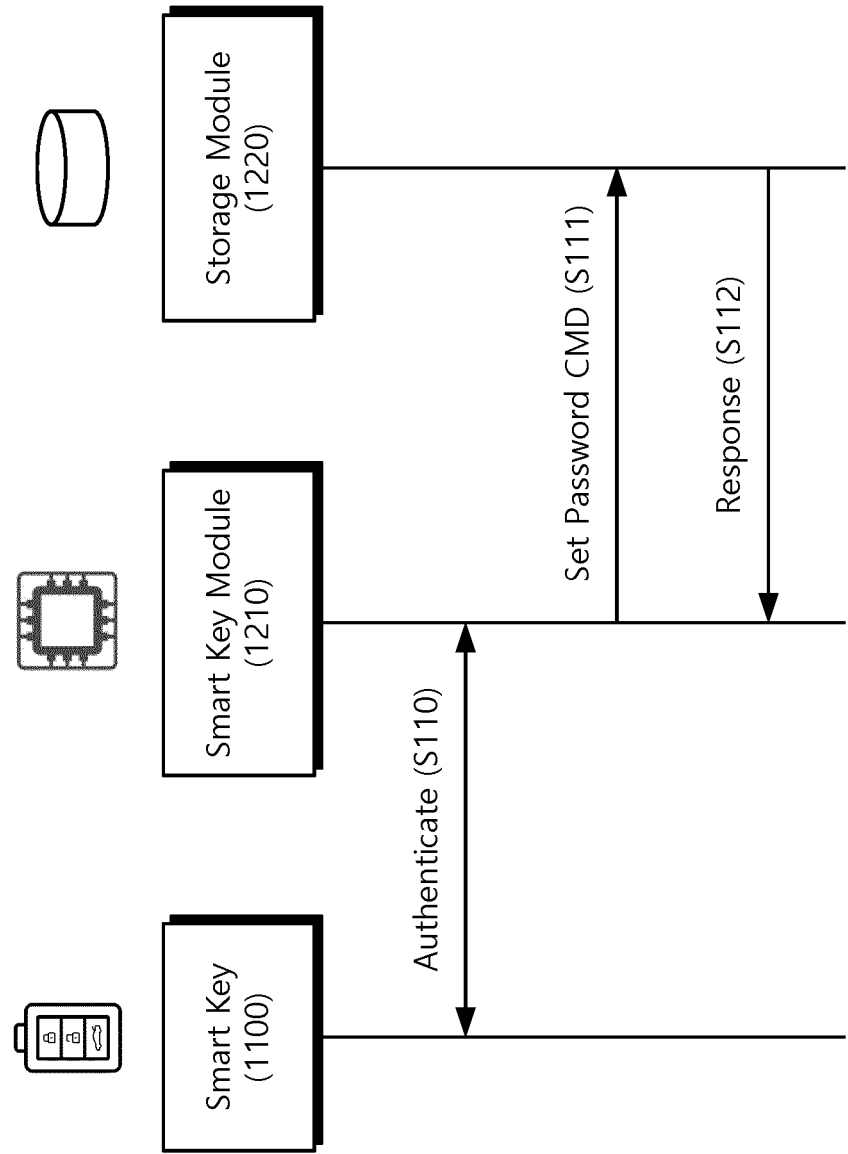 Smart Key
(1100)
Smart Key Module
(1210)
Storage Module
(1220)
Authenticate (S110)
Set Password CMD (S111)
Response (S112)